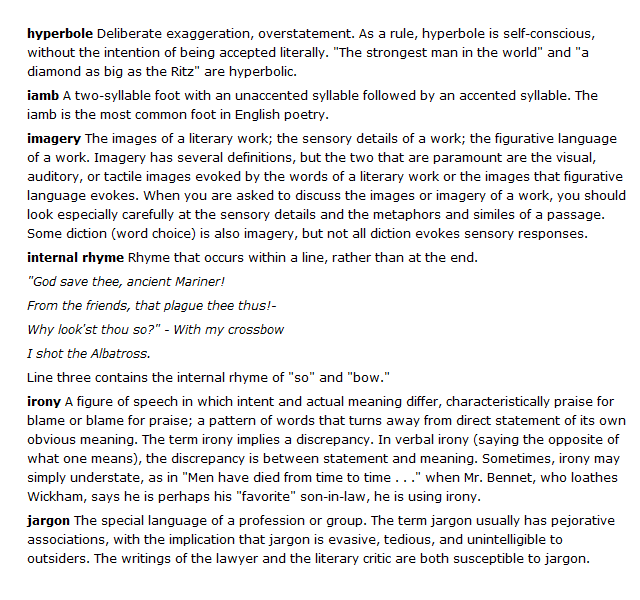 hyperbole Deliberate exaggeration, overstatement. As a rule, hyperbole is self-conscious,
without the intention of being accepted literally. "The strongest man in the world" and "a
diamond as big as the Ritz" are hyperbolic.
iamb A two-syllable foot with an unaccented syllable followed by an accented syllable. The
iamb is the most common foot in English poetry.
imagery The images of a literary work; the sensory details of a work; the figurative language
of a work. Imagery has several definitions, but the two that are paramount are the visual,
auditory, or tactile images evoked by the words of a literary work or the images that figurative
language evokes. When you are asked to discuss the images or imagery of a work, you should
look especially carefully at the sensory details and the metaphors and similes of a passage.
Some diction (word choice) is also imagery, but not all diction evokes sensory responses.
internal rhyme Rhyme that occurs within a line, rather than at the end.
"God save thee, ancient Mariner!
From the friends, that plague thee thus!-
Why look'st thou so?" - With my crossbow
I shot the Albatross.
Line three contains the internal rhyme of "so" and "bow."
irony A figure of speech in which intent and actual meaning differ, characteristically praise for
blame or blame for praise; a pattern of words that turns away from direct statement of its own
obvious meaning. The term irony implies a discrepancy. In verbal irony (saying the opposite of
what one means), the discrepancy is between statement and meaning. Sometimes, irony may
simply understate, as in "Men have died from time to time . . ." when Mr. Bennet, who loathes
Wickham, says he is perhaps his "favorite" son-in-law, he is using irony.
jargon The special language of a profession or group. The term jargon usually has pejorative
associations, with the implication that jargon is evasive, tedious, and unintelligible to
outsiders. The writings of the lawyer and the literary critic are both susceptible to jargon.